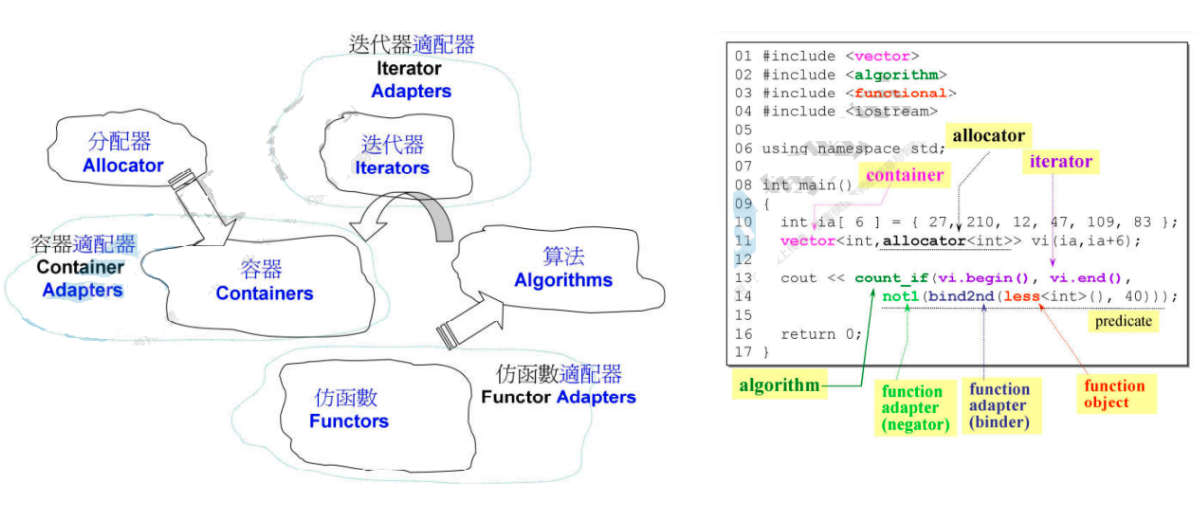 迭代器適配器
Iterator
Adapters
分配器
Allocator
迭代器
Iterators
容器適配器
Container
Adapters
容器
Containers
算法
Algorithms
仿函數
Functors
仿函數適配器
Functor Adapters
01 #include <vector>
02 #include <algorithm>
03 #include <functional>
04 #include <iostream>
05
06 using namespace std;
07
08 int main()
09 {
10 int ia[ 6 ] = { 27, 210, 12, 47, 109, 83 };
11 vector<int,allocator<int>> vi(ia,ia+6);
12
13 cout << count_if(vi.begin(), vi.end(),
14 not1(bind2nd(less<int>(), 40)));
15
16 return 0;
17 }
allocator
iterator
container
predicate
algorithm
function
adapter
(negator)
function
adapter
(binder)
function
object